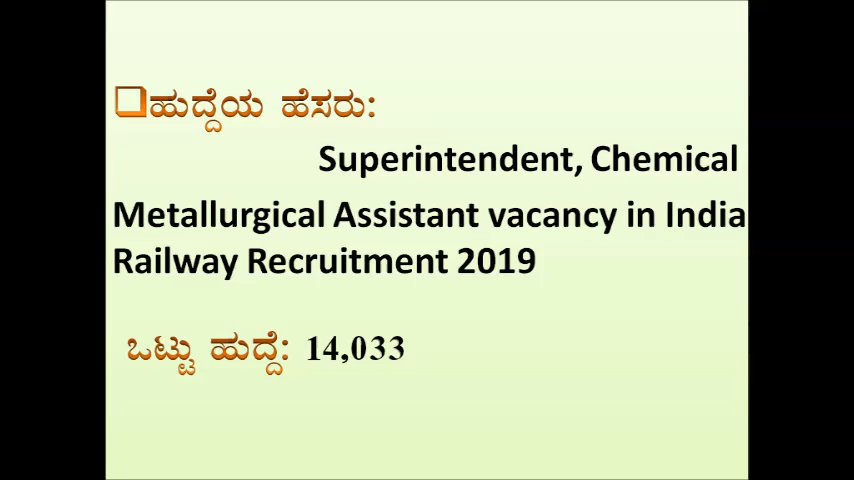 ಹುದ್ದೆಯ ಹೆಸರು:
Superintendent, Chemical
Metallurgical Assistant vacancy in India
Railway Recruitment 2019
ಒಟ್ಟು ಹುದ್ದೆ: 14,033